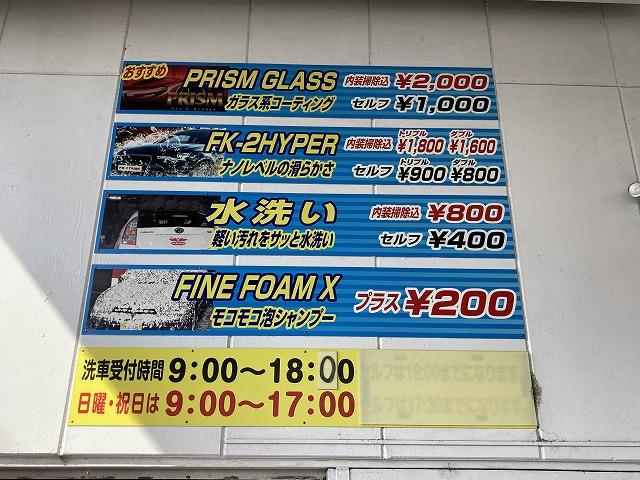 おすすめ PRISM GLASS 内装掃除込 ¥2,000
PRISM ガラス系コーティング セルフ ¥1,000
FK-2HYPER 内装掃除込 トリプル ¥1,800 ダブル ¥1,600
ナノレベルの滑らかさ セルフ トリプル ¥900 ダブル ¥800
水洗い 内装掃除込 ¥800
軽い汚れをサッと水洗い セルフ ¥400
FINE FOAM X プラス ¥200
モコモコ泡シャンプー
洗車受付時間 9:00〜18:00
日曜・祝日は 9:00〜17:00